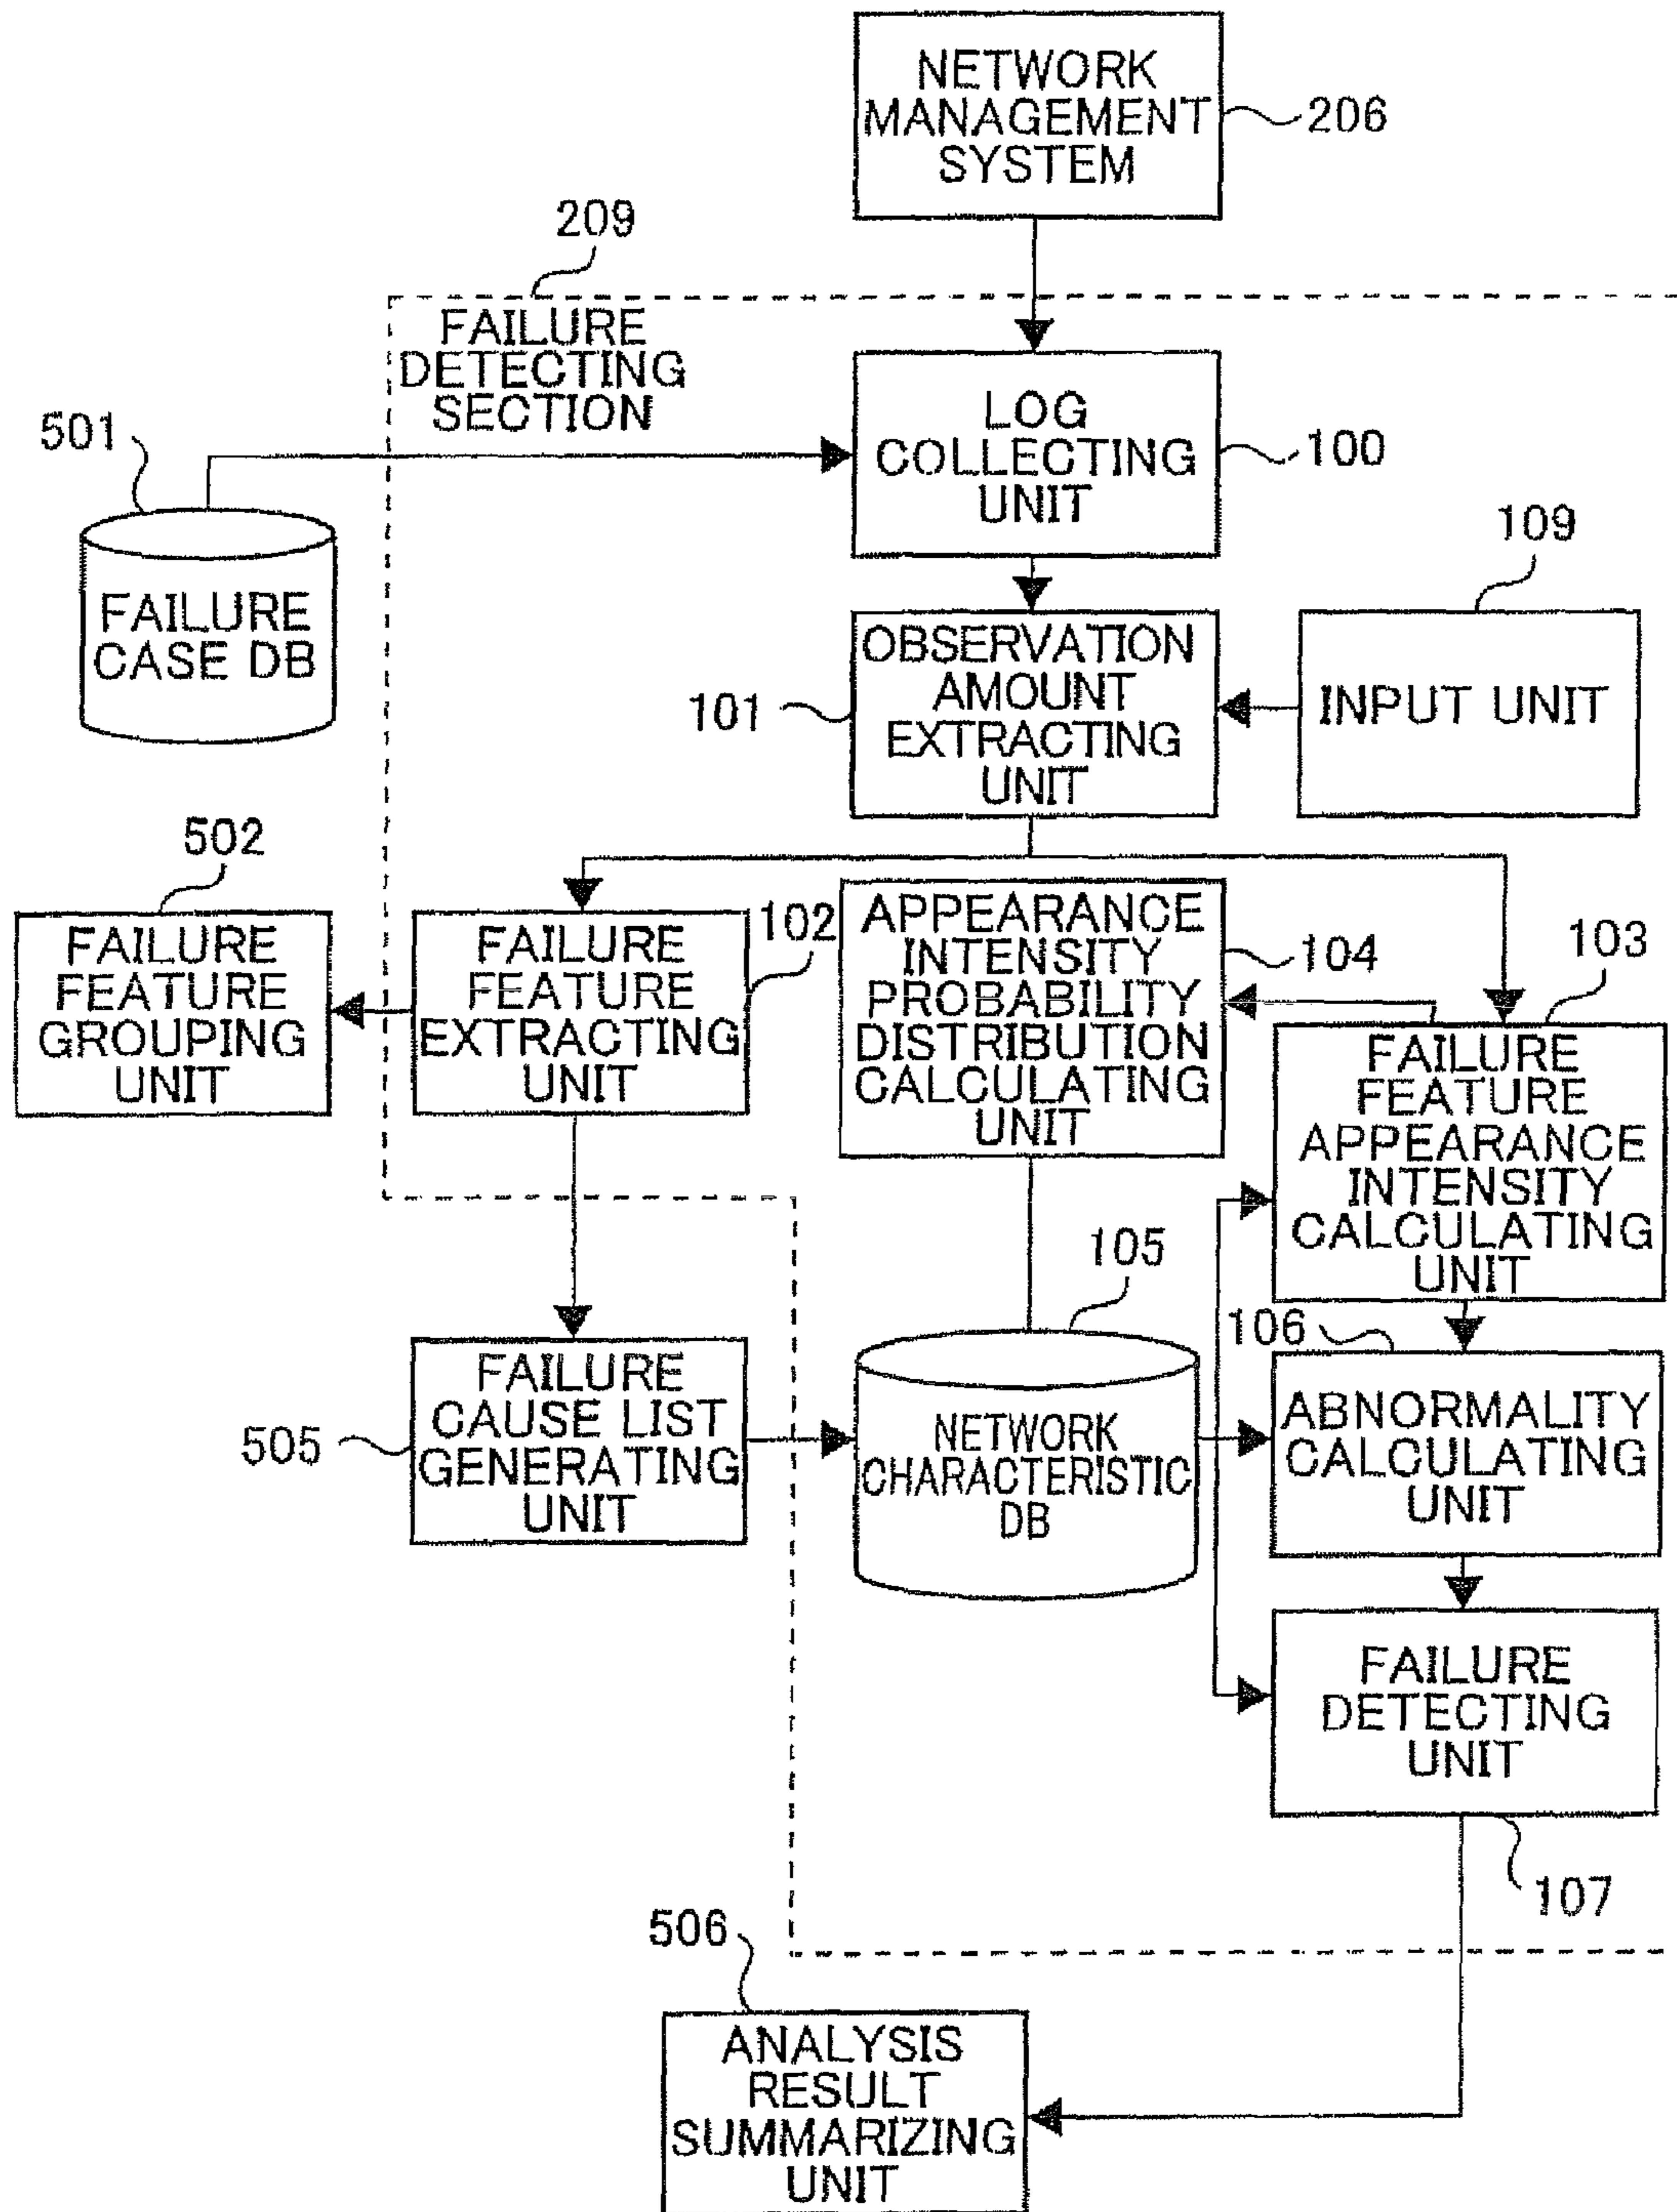 NETWORK
MANAGEMENT
SYSTEM
206
209
FAILURE
DETECTING
SECTION
501
LOG
COLLECTING
UNIT
100
FAILURE
CASE DB
109
OBSERVATION
AMOUNT
EXTRACTING
UNIT
101
INPUT UNIT
502
FAILURE
FEATURE
GROUPING
UNIT
FAILURE
FEATURE
EXTRACTING
UNIT
102
APPEARANCE
INTENSITY
PROBABILITY
DISTRIBUTION
CALCULATING
UNIT
104
103
FAILURE
FEATURE
APPEARANCE
INTENSITY
CALCULATING
UNIT
105
106
FAILURE
CAUSE LIST
GENERATING
UNIT
505
NETWORK
CHARACTERISTIC
DB
ABNORMALITY
CALCULATING
UNIT
FAILURE
DETECTING
UNIT
107
506
ANALYSIS
RESULT
SUMMARIZING
UNIT